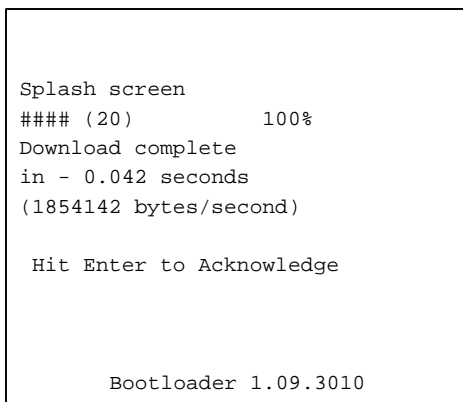 Splash screen
#### (20) 100%
Download complete
in - 0.042 seconds
(1854142 bytes/second)
Hit Enter to Acknowledge
Bootloader 1.09.3010